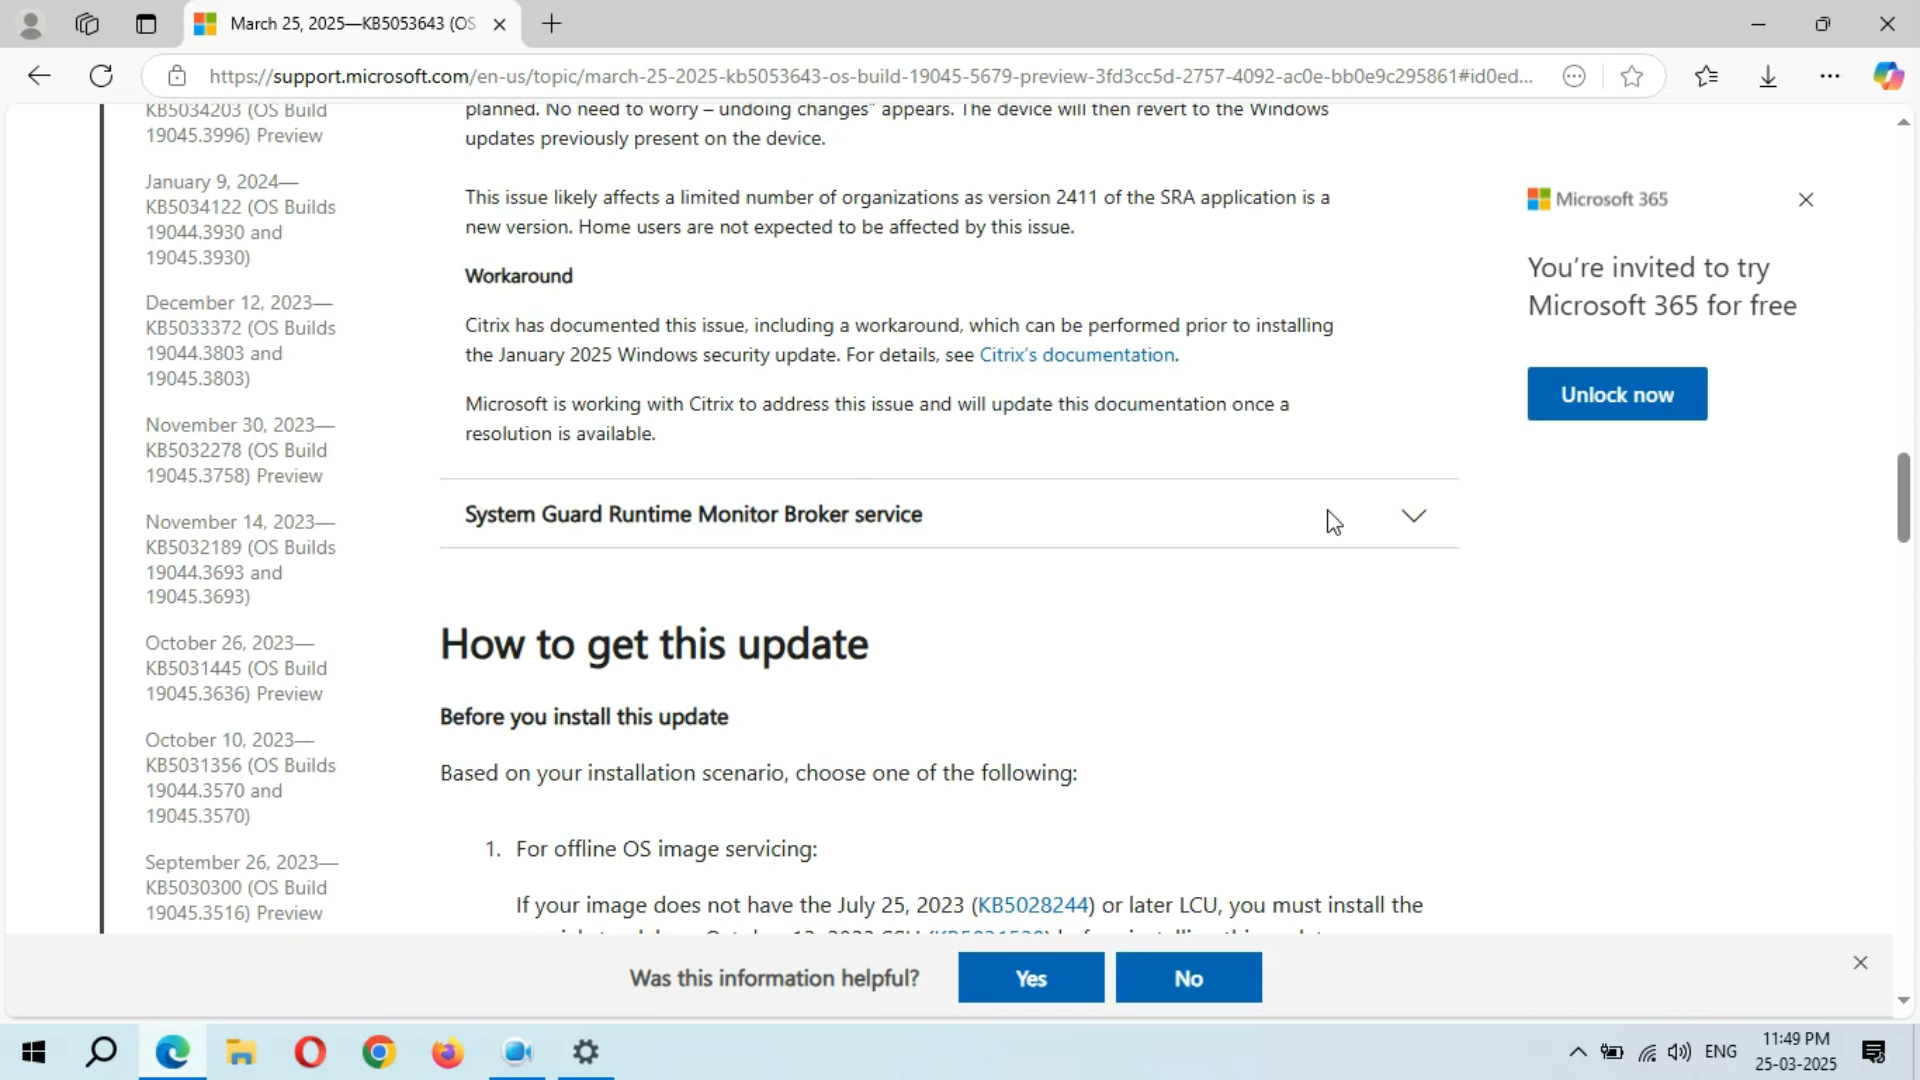 March 25, 2025—KB5053643 (OS
https://support.microsoft.com/en-us/topic/march-25-2025-kb5053643-os-build-19045-5679-preview-3fd3cc5d-2757-4092-ac0e-bb0e9c295861#id0ed...
KB5034203 (OS Build
19045.3996) Preview
January 9, 2024—
KB5034122 (OS Builds
19044.3930 and
19045.3930)
December 12, 2023—
KB5033372 (OS Builds
19044.3803 and
19045.3803)
November 30, 2023—
KB5032278 (OS Build
19045.3758) Preview
November 14, 2023—
KB5032189 (OS Builds
19044.3693 and
19045.3693)
October 26, 2023—
KB5031445 (OS Build
19045.3636) Preview
October 10, 2023—
KB5031356 (OS Builds
19044.3570 and
19045.3570)
September 26, 2023—
KB5030300 (OS Build
19045.3516) Preview
planned. No need to worry – undoing changes" appears. The device will then revert to the Windows
updates previously present on the device.
This issue likely affects a limited number of organizations as version 2411 of the SRA application is a
new version. Home users are not expected to be affected by this issue.
Workaround
Citrix has documented this issue, including a workaround, which can be performed prior to installing
the January 2025 Windows security update. For details, see Citrix's documentation.
Microsoft is working with Citrix to address this issue and will update this documentation once a
resolution is available.
System Guard Runtime Monitor Broker service
How to get this update
Before you install this update
Based on your installation scenario, choose one of the following:
1. For offline OS image servicing:
If your image does not have the July 25, 2023 (KB5028244) or later LCU, you must install the
Microsoft 365
You're invited to try
Microsoft 365 for free
Unlock now
Was this information helpful?
Yes
No
ENG
11:49 PM
25-03-2025